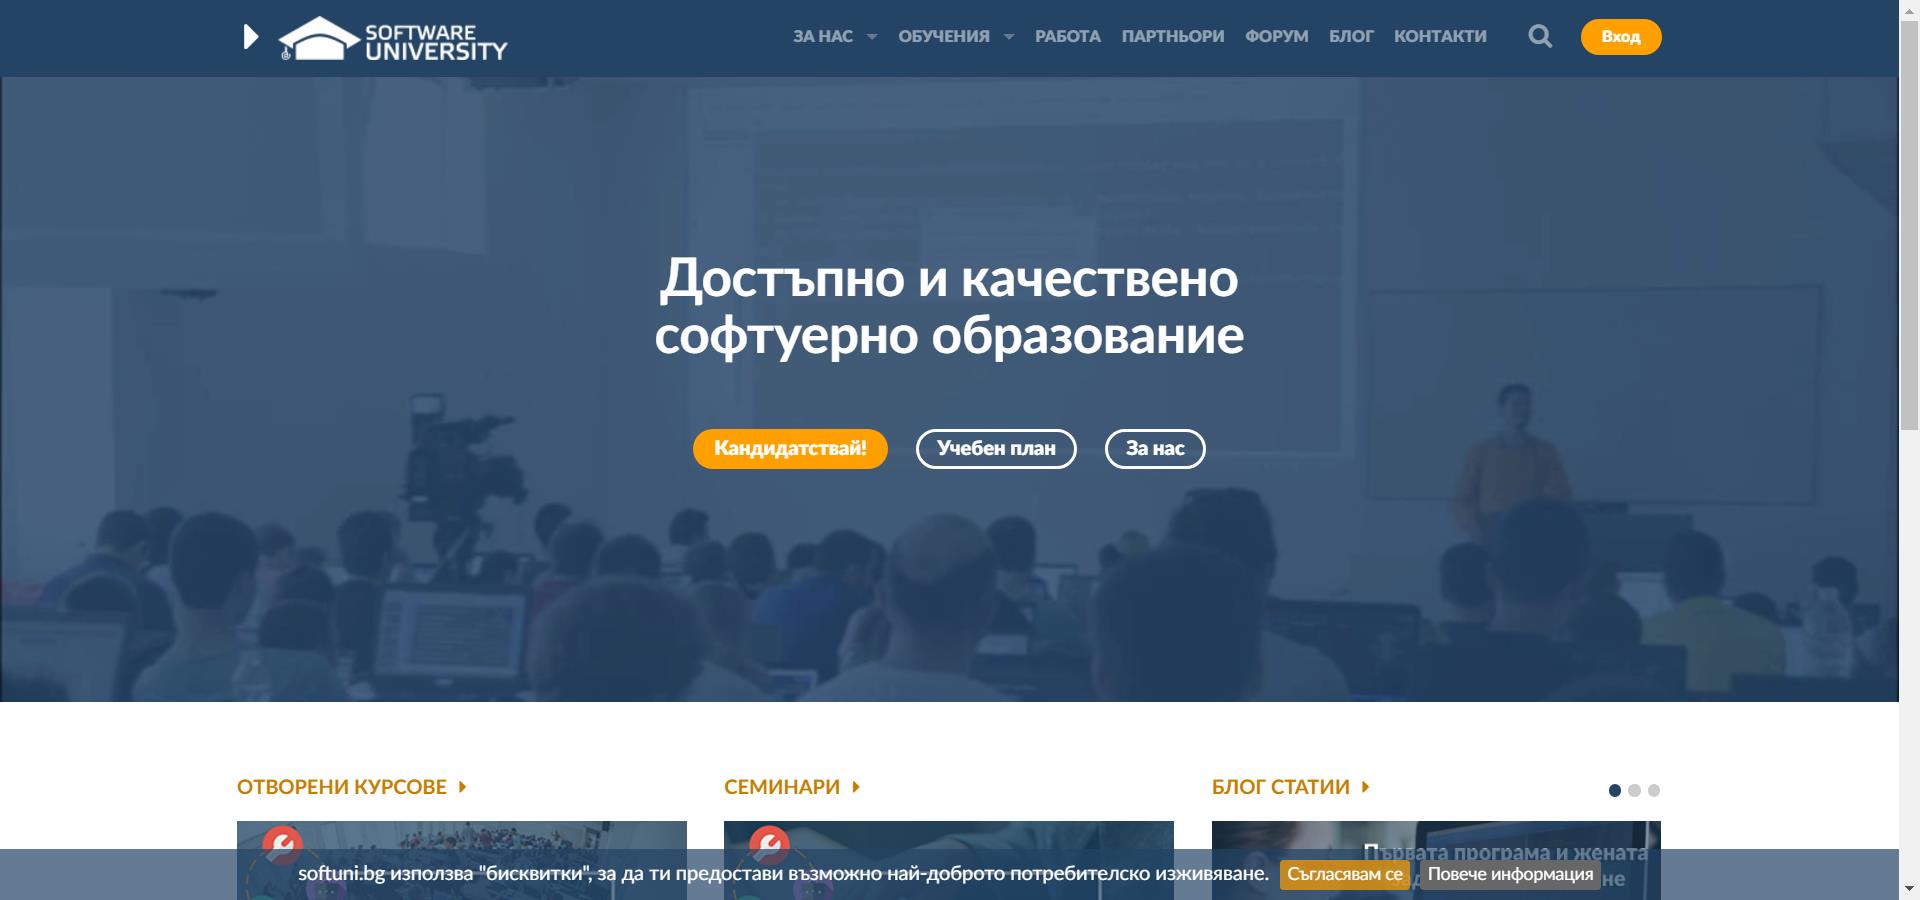 SOFTWARE
UNIVERSITY
ЗА НАС
ОБУЧЕНИЯ
РАБОТА
ПАРТНЬОРИ
ФОРУМ
БЛОГ
КОНТАКТИ
Вход
Достъпно и качествено
софтуерно образование
Кандидатствай!
Учебен план
За нас
ОТВОРЕНИ КУРСОВЕ
СЕМИНАРИ
БЛОГ СТАТИИ
Първата програма и жената
softuni.bg използва "бисквитки", за да ти предостави възможно най-доброто потребителско изживяване.
Съгласявам се
Повече информация